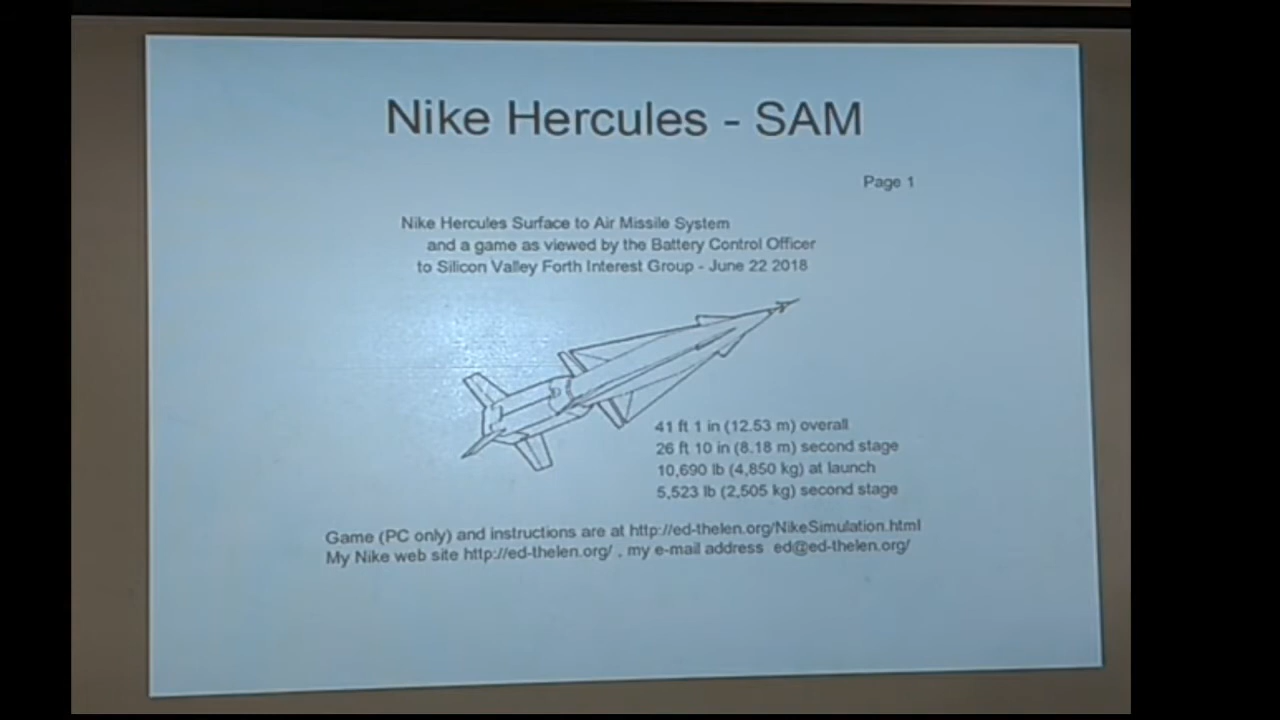 Nike Hercules - SAM
Page 1
Nike Hercules Surface to Air Missile System
and a game as viewed by the Battery Control Officer
to Silicon Valley Forth Interest Group - June 22 2018
41 ft 1 in (12.53 m) overall
26 ft 10 in (8.18 m) second stage
10,690 lb (4,850 kg) at launch
5,523 lb (2,505 kg) second stage
Game (PC only) and instructions are at http://ed-thelen.org/NikeSimulation.html
My Nike web site http://ed-thelen.org/ , my e-mail address ed@ed-thelen.org/